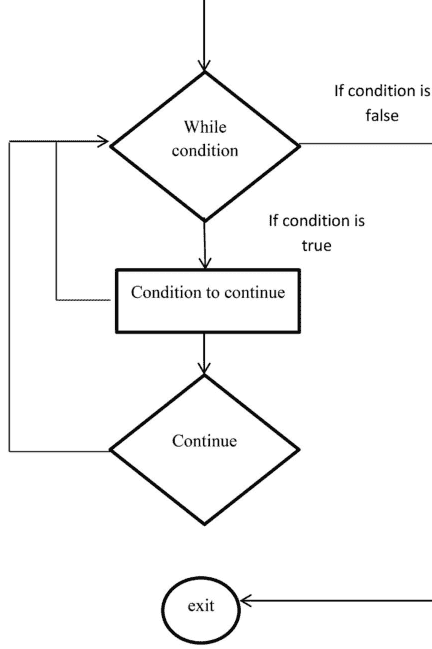 If condition is
false
While
condition
If condition is
true
Condition to continue
Continue
exit